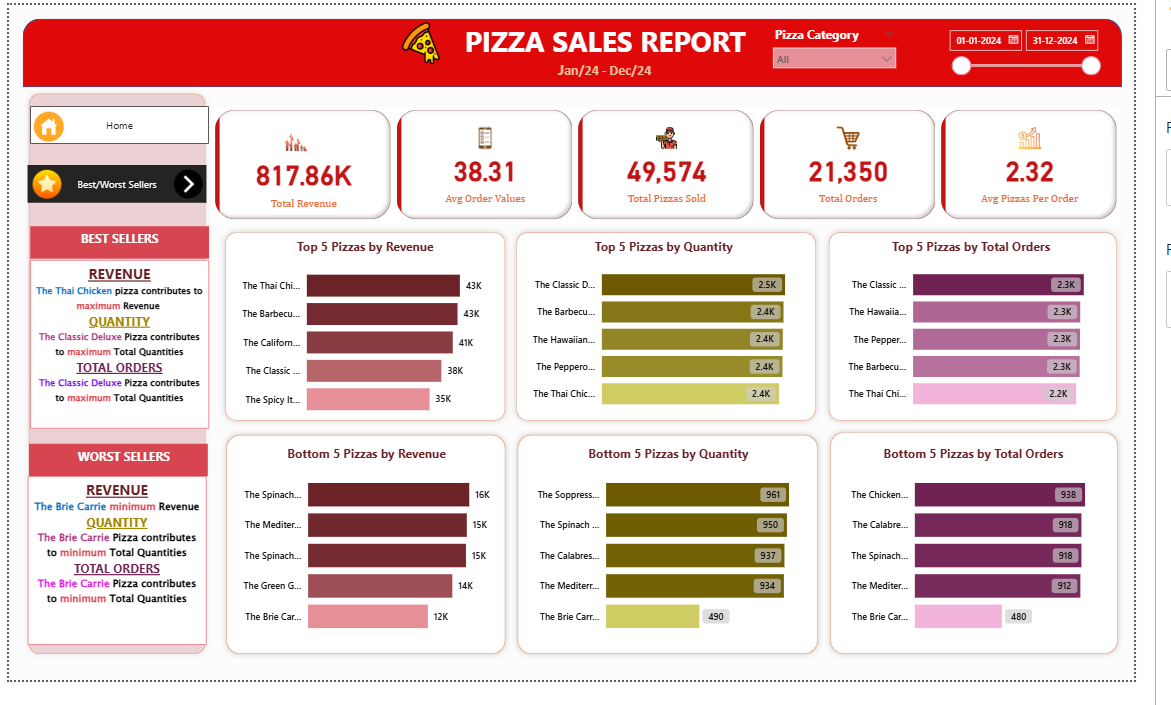 PIZZA SALES REPORT
Jan/24 - Dec/24
Pizza Category
All
01-01-2024
31-12-2024
Home
Best/Worst Sellers
817.86K
Total Revenue
38.31
Avg Order Values
49,574
Total Pizzas Sold
21,350
Total Orders
2.32
Avg Pizzas Per Order
BEST SELLERS
REVENUE
The Thai Chicken pizza contributes to
maximum Revenue
QUANTITY
The Classic Deluxe Pizza contributes
to maximum Total Quantities
TOTAL ORDERS
The Classic Deluxe Pizza contributes
to maximum Total Quantities
WORST SELLERS
REVENUE
The Brie Carrie minimum Revenue
QUANTITY
The Brie Carrie Pizza contributes
to minimum Total Quantities
TOTAL ORDERS
The Brie Carrie Pizza contributes
to minimum Total Quantities
Top 5 Pizzas by Revenue
The Thai Chi... 43K
The Barbecu... 43K
The Californ... 41K
The Classic ... 38K
The Spicy It... 35K
Top 5 Pizzas by Quantity
The Classic D... 2.5K
The Barbecu... 2.4K
The Hawaiian... 2.4K
The Peppero... 2.4K
The Thai Chic... 2.4K
Top 5 Pizzas by Total Orders
The Classic ... 2.3K
The Hawaiia... 2.3K
The Pepper... 2.3K
The Barbecu... 2.3K
The Thai Chi... 2.2K
Bottom 5 Pizzas by Revenue
The Spinach... 16K
The Mediter... 15K
The Spinach... 15K
The Green G... 14K
The Brie Car... 12K
Bottom 5 Pizzas by Quantity
The Soppress... 961
The Spinach ... 950
The Calabres... 937
The Mediterr... 934
The Brie Carr... 490
Bottom 5 Pizzas by Total Orders
The Chicken... 938
The Calabre... 918
The Spinach... 918
The Mediter... 912
The Brie Car... 480